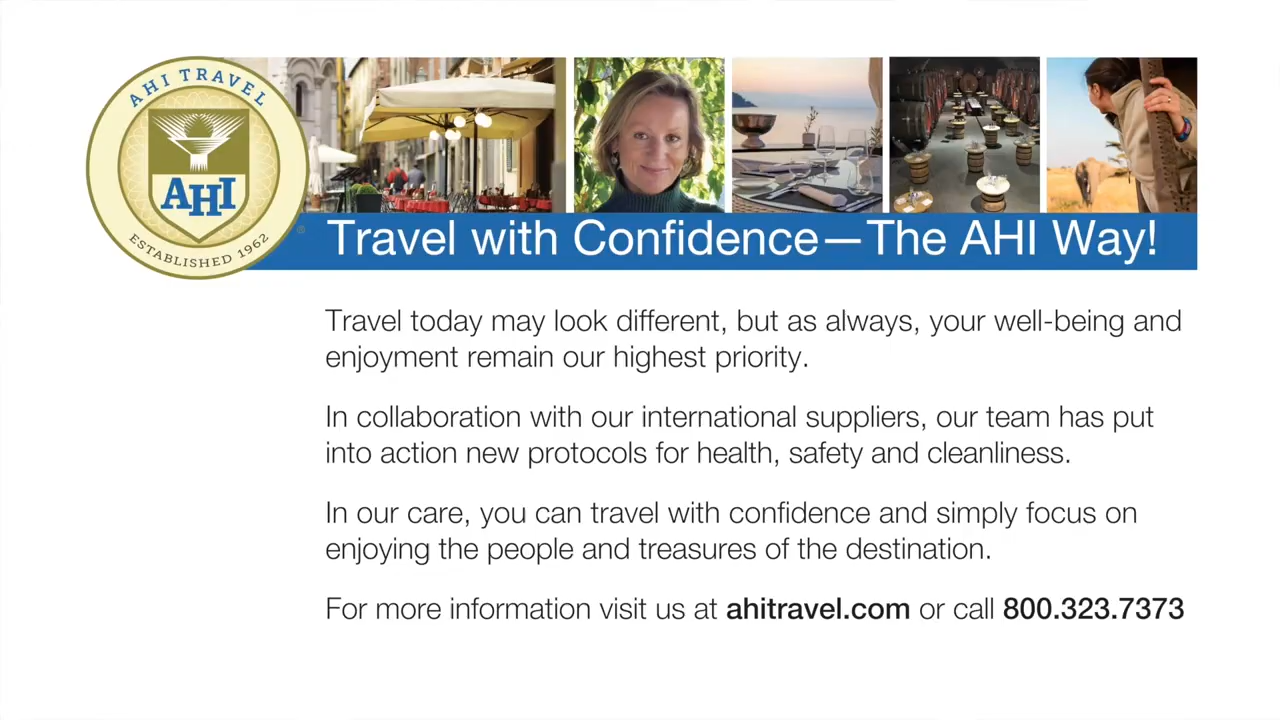 AHI TRAVEL
AHI
ESTABLISHED 1962
®
Travel with Confidence—The AHI Way!
Travel today may look different, but as always, your well-being and
enjoyment remain our highest priority.
In collaboration with our international suppliers, our team has put
into action new protocols for health, safety and cleanliness.
In our care, you can travel with confidence and simply focus on
enjoying the people and treasures of the destination.
For more information visit us at ahitravel.com or call 800.323.7373